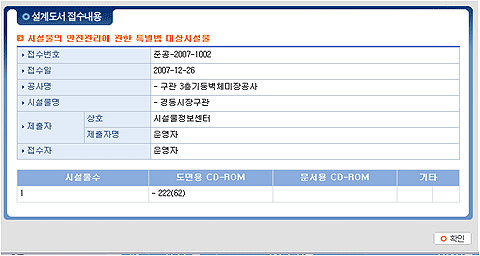 설계도서 접수내용
시설물의 안전관리에 관한 특별법 대상시설물
접수번호 준공-2007-1002
접수일 2007-12-26
공사명 - 구관 3층기둥벽체미장공사
시설물명 - 경동시장구관
제출자 상호 시설물정보센터
제출자명 운영자
접수자 운영자
시설물수 도면용 CD-ROM 문서용 CD-ROM 기타
1 - 222(62)
확인